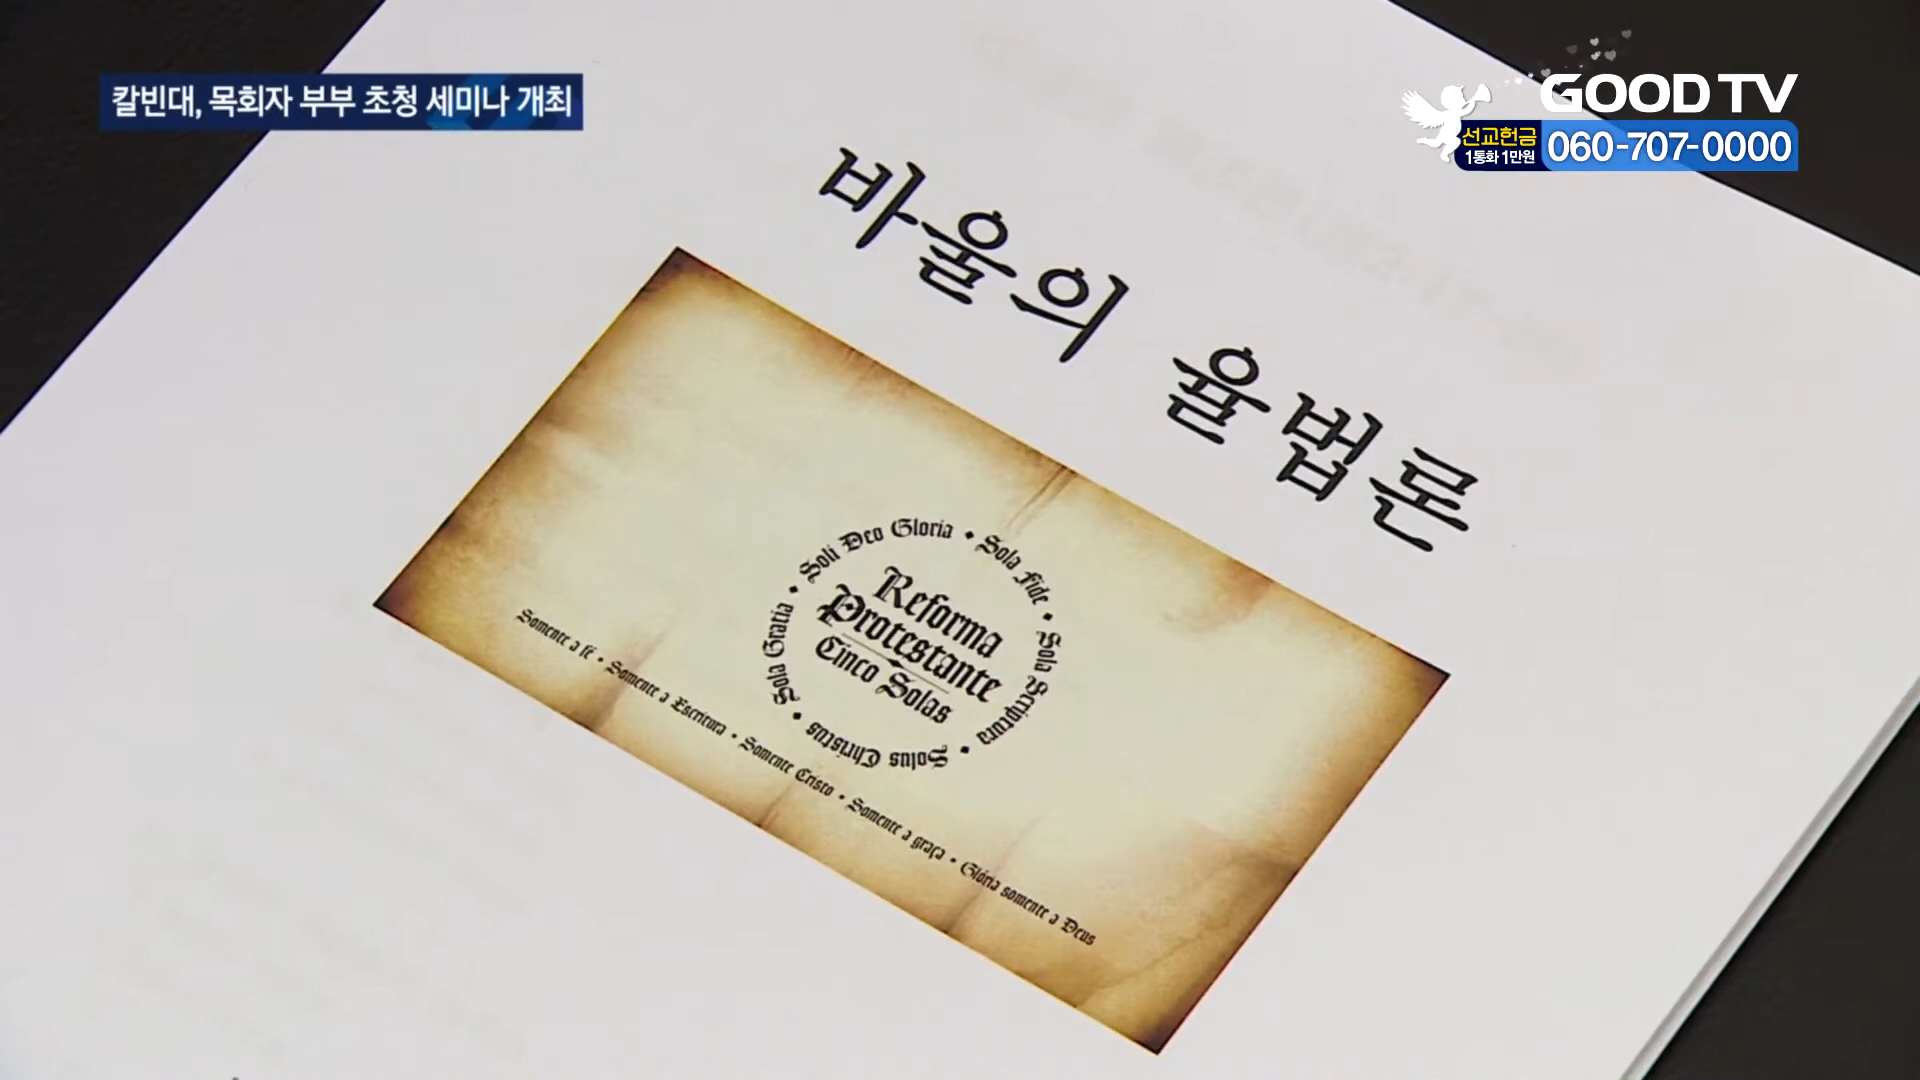 칼빈대, 목회자 부부 초청 세미나 개최
GOOD TV
선교헌금
1통화 1만원
060-707-0000
바울의 율법론
Soli Deo Gloria • Sola Fide • Sola Scriptura • Solus Christus • Sola Gratia •
Reforma
Protestante
Cinco Solas
Somente a fé • Somente a Escritura • Somente Cristo • Somente a graça • Glória somente a Deus